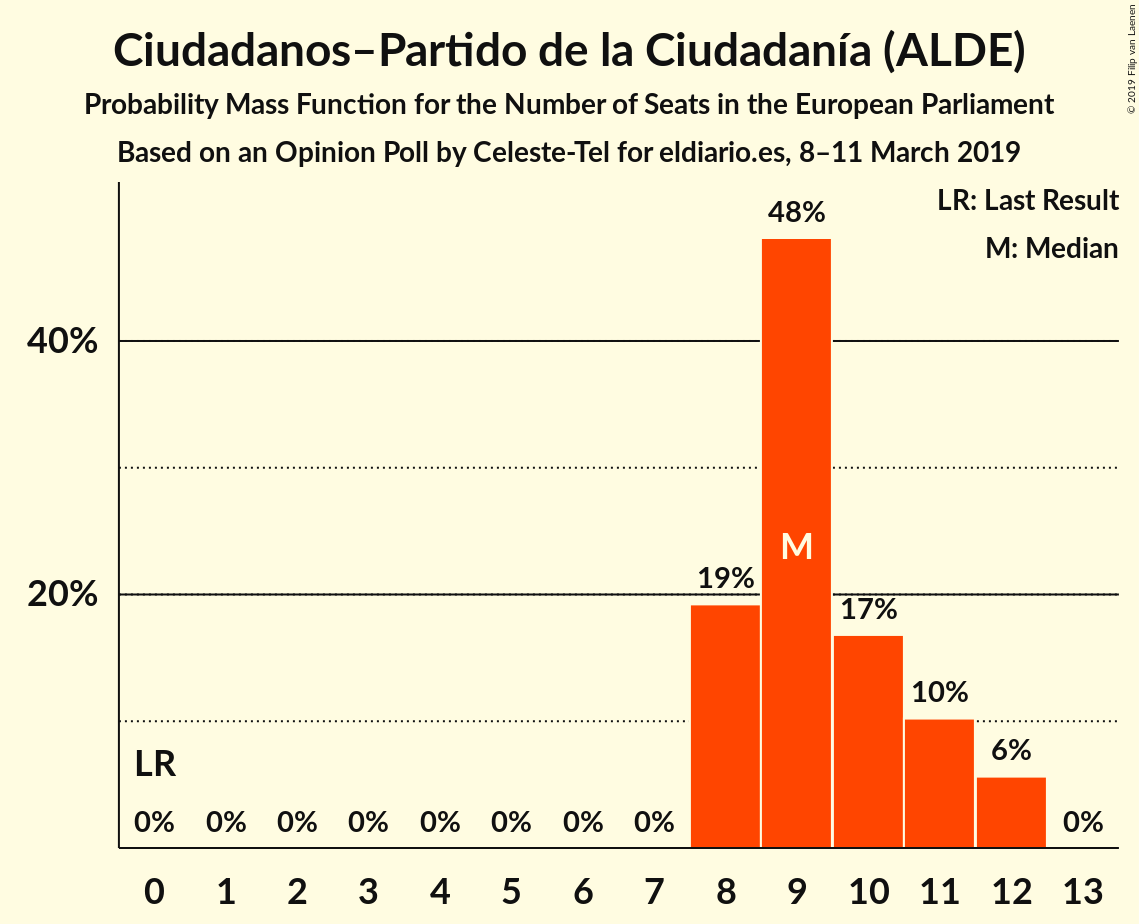 Ciudadanos–Partido de la Ciudadanía (ALDE)
Probability Mass Function for the Number of Seats in the European Parliament
Based on an Opinion Poll by Celeste-Tel for eldiario.es, 8–11 March 2019
© 2019 Filip van Laenen
LR: Last Result
M: Median
48%
40%
M
19%
20%
17%
10%
6%
LR
0% 0% 0% 0% 0% 0% 0% 0% 0%
0 1 2 3 4 5 6 7 8 9 10 11 12 13